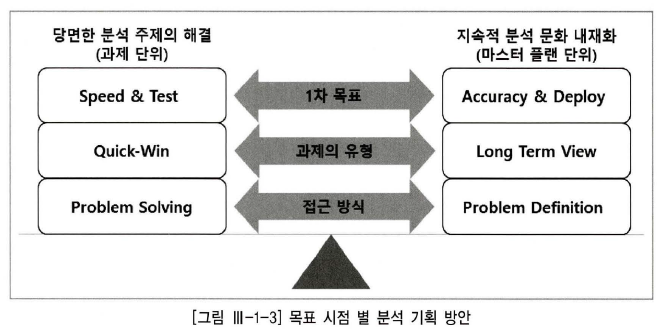 당면한 분석 주제의 해결
(과제 단위)
지속적 분석 문화 내재화
(마스터 플랜 단위)
Speed & Test
1차 목표
Accuracy & Deploy
Quick-Win
과제의 유형
Long Term View
Problem Solving
접근 방식
Problem Definition
[그림 Ⅲ-1-3] 목표 시점 별 분석 기획 방안